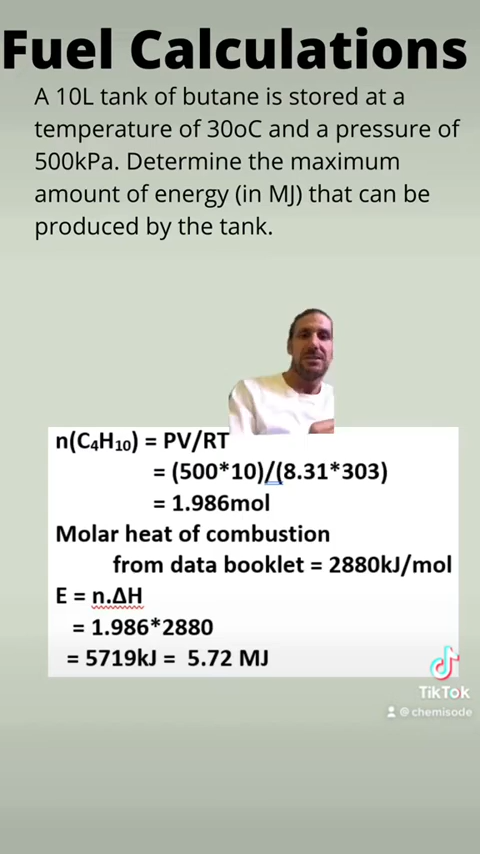 Fuel Calculations
A 10L tank of butane is stored at a
temperature of 30oC and a pressure of
500kPa. Determine the maximum
amount of energy (in MJ) that can be
produced by the tank.
n(C₄H₁₀) = PV/RT
= (500*10)/(8.31*303)
= 1.986mol
Molar heat of combustion
from data booklet = 2880kJ/mol
E = n.ΔH
= 1.986*2880
= 5719kJ = 5.72 MJ
TikTok
@chemisode